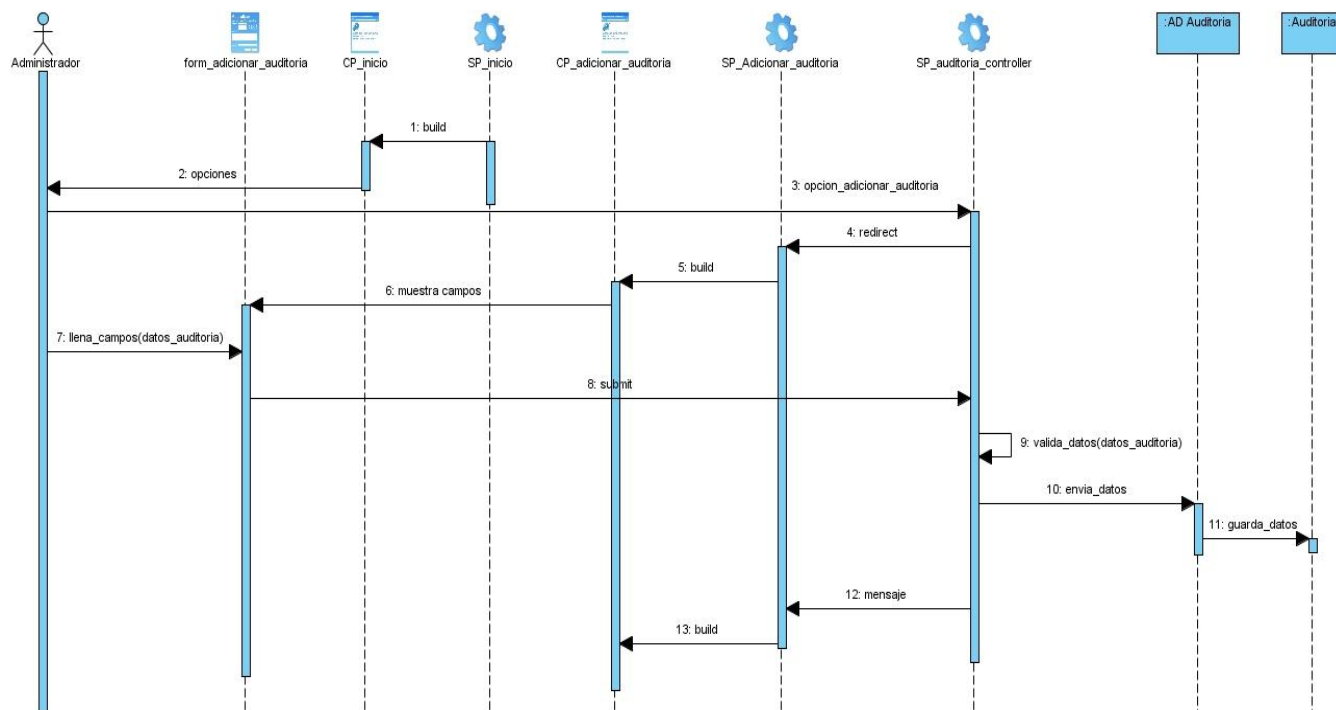 :AD Auditoria
:Auditoria
Administrador
form_adicionar_auditoria
CP_inicio
SP_inicio
CP_adicionar_auditoria
SP_Adicionar_auditoria
SP_auditoria_controller
1: build
2: opciones
3: opcion_adicionar_auditoria
4: redirect
5: build
6: muestra campos
7: llena_campos(datos_auditoria)
8: submit
9: valida_datos(datos_auditoria)
10: envia_datos
11: guarda_datos
12: mensaje
13: build